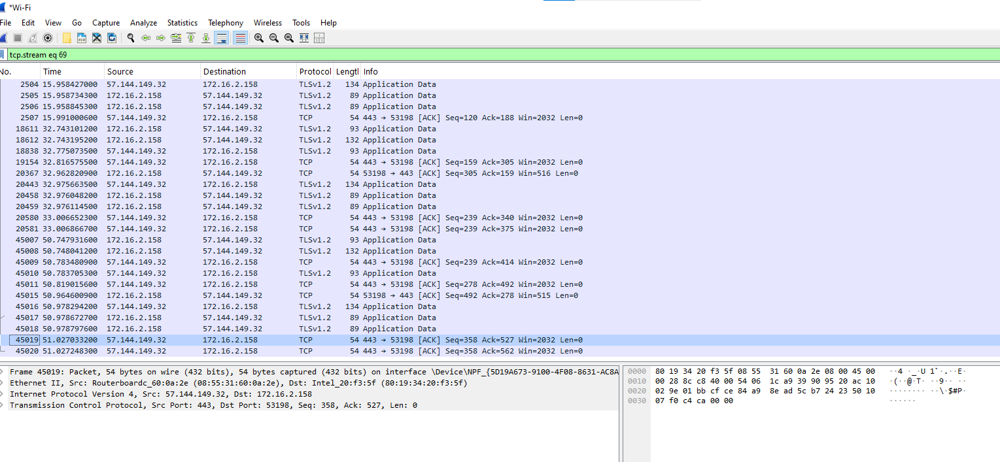 *Wi-Fi
File Edit View Go Capture Analyze Statistics Telephony Wireless Tools Help
tcp.stream eq 69
No. Time Source Destination Protocol Lengtl Info
2504 15.958427000 57.144.149.32 172.16.2.158 TLSv1.2 134 Application Data
2505 15.958734300 172.16.2.158 57.144.149.32 TLSv1.2 89 Application Data
2506 15.958845300 172.16.2.158 57.144.149.32 TLSv1.2 89 Application Data
2507 15.991000600 57.144.149.32 172.16.2.158 TCP 54 443 → 53198 [ACK] Seq=120 Ack=188 Win=2032 Len=0
18611 32.743101200 172.16.2.158 57.144.149.32 TLSv1.2 93 Application Data
18612 32.743195200 172.16.2.158 57.144.149.32 TLSv1.2 132 Application Data
18838 32.775073500 57.144.149.32 172.16.2.158 TLSv1.2 93 Application Data
19154 32.816575500 57.144.149.32 172.16.2.158 TCP 54 443 → 53198 [ACK] Seq=159 Ack=305 Win=2032 Len=0
20367 32.962820900 172.16.2.158 57.144.149.32 TCP 54 53198 → 443 [ACK] Seq=305 Ack=159 Win=516 Len=0
20443 32.975663500 57.144.149.32 172.16.2.158 TLSv1.2 134 Application Data
20458 32.976048200 172.16.2.158 57.144.149.32 TLSv1.2 89 Application Data
20459 32.976114500 172.16.2.158 57.144.149.32 TLSv1.2 89 Application Data
20580 33.006652300 57.144.149.32 172.16.2.158 TCP 54 443 → 53198 [ACK] Seq=239 Ack=340 Win=2032 Len=0
20581 33.006866700 57.144.149.32 172.16.2.158 TCP 54 443 → 53198 [ACK] Seq=239 Ack=375 Win=2032 Len=0
45007 50.747931600 172.16.2.158 57.144.149.32 TLSv1.2 93 Application Data
45008 50.748041200 172.16.2.158 57.144.149.32 TLSv1.2 132 Application Data
45009 50.783480900 57.144.149.32 172.16.2.158 TCP 54 443 → 53198 [ACK] Seq=239 Ack=414 Win=2032 Len=0
45010 50.783705300 57.144.149.32 172.16.2.158 TLSv1.2 93 Application Data
45011 50.819015600 57.144.149.32 172.16.2.158 TCP 54 443 → 53198 [ACK] Seq=278 Ack=492 Win=2032 Len=0
45015 50.964600900 172.16.2.158 57.144.149.32 TCP 54 53198 → 443 [ACK] Seq=492 Ack=278 Win=515 Len=0
45016 50.978294200 57.144.149.32 172.16.2.158 TLSv1.2 134 Application Data
45017 50.978672700 172.16.2.158 57.144.149.32 TLSv1.2 89 Application Data
45018 50.978797600 172.16.2.158 57.144.149.32 TLSv1.2 89 Application Data
45019 51.027033200 57.144.149.32 172.16.2.158 TCP 54 443 → 53198 [ACK] Seq=358 Ack=527 Win=2032 Len=0
45020 51.027248300 57.144.149.32 172.16.2.158 TCP 54 443 → 53198 [ACK] Seq=358 Ack=562 Win=2032 Len=0
Frame 45019: Packet, 54 bytes on wire (432 bits), 54 bytes captured (432 bits) on interface \Device\NPF_{5D19A673-9100-4F08-8631-AC8A
Ethernet II, Src: Routerboardc_60:0a:2e (08:55:31:60:0a:2e), Dst: Intel_20:f3:5f (80:19:34:20:f3:5f)
Internet Protocol Version 4, Src: 57.144.149.32, Dst: 172.16.2.158
Transmission Control Protocol, Src Port: 443, Dst Port: 53198, Seq: 358, Ack: 527, Len: 0
0000 80 19 34 20 f3 5f 08 55 31 60 0a 2e 08 00 45 00 ··4 ·_·U 1`·.··E·
0010 00 28 8c c8 40 00 54 06 1c a9 39 90 95 20 ac 10 ·(··@·T· ··9·· ··
0020 02 9e 01 bb cf ce 84 a9 8e ad 5c b7 24 23 50 10 ········ ··\·$#P·
0030 07 f0 c4 ca 00 00 ······